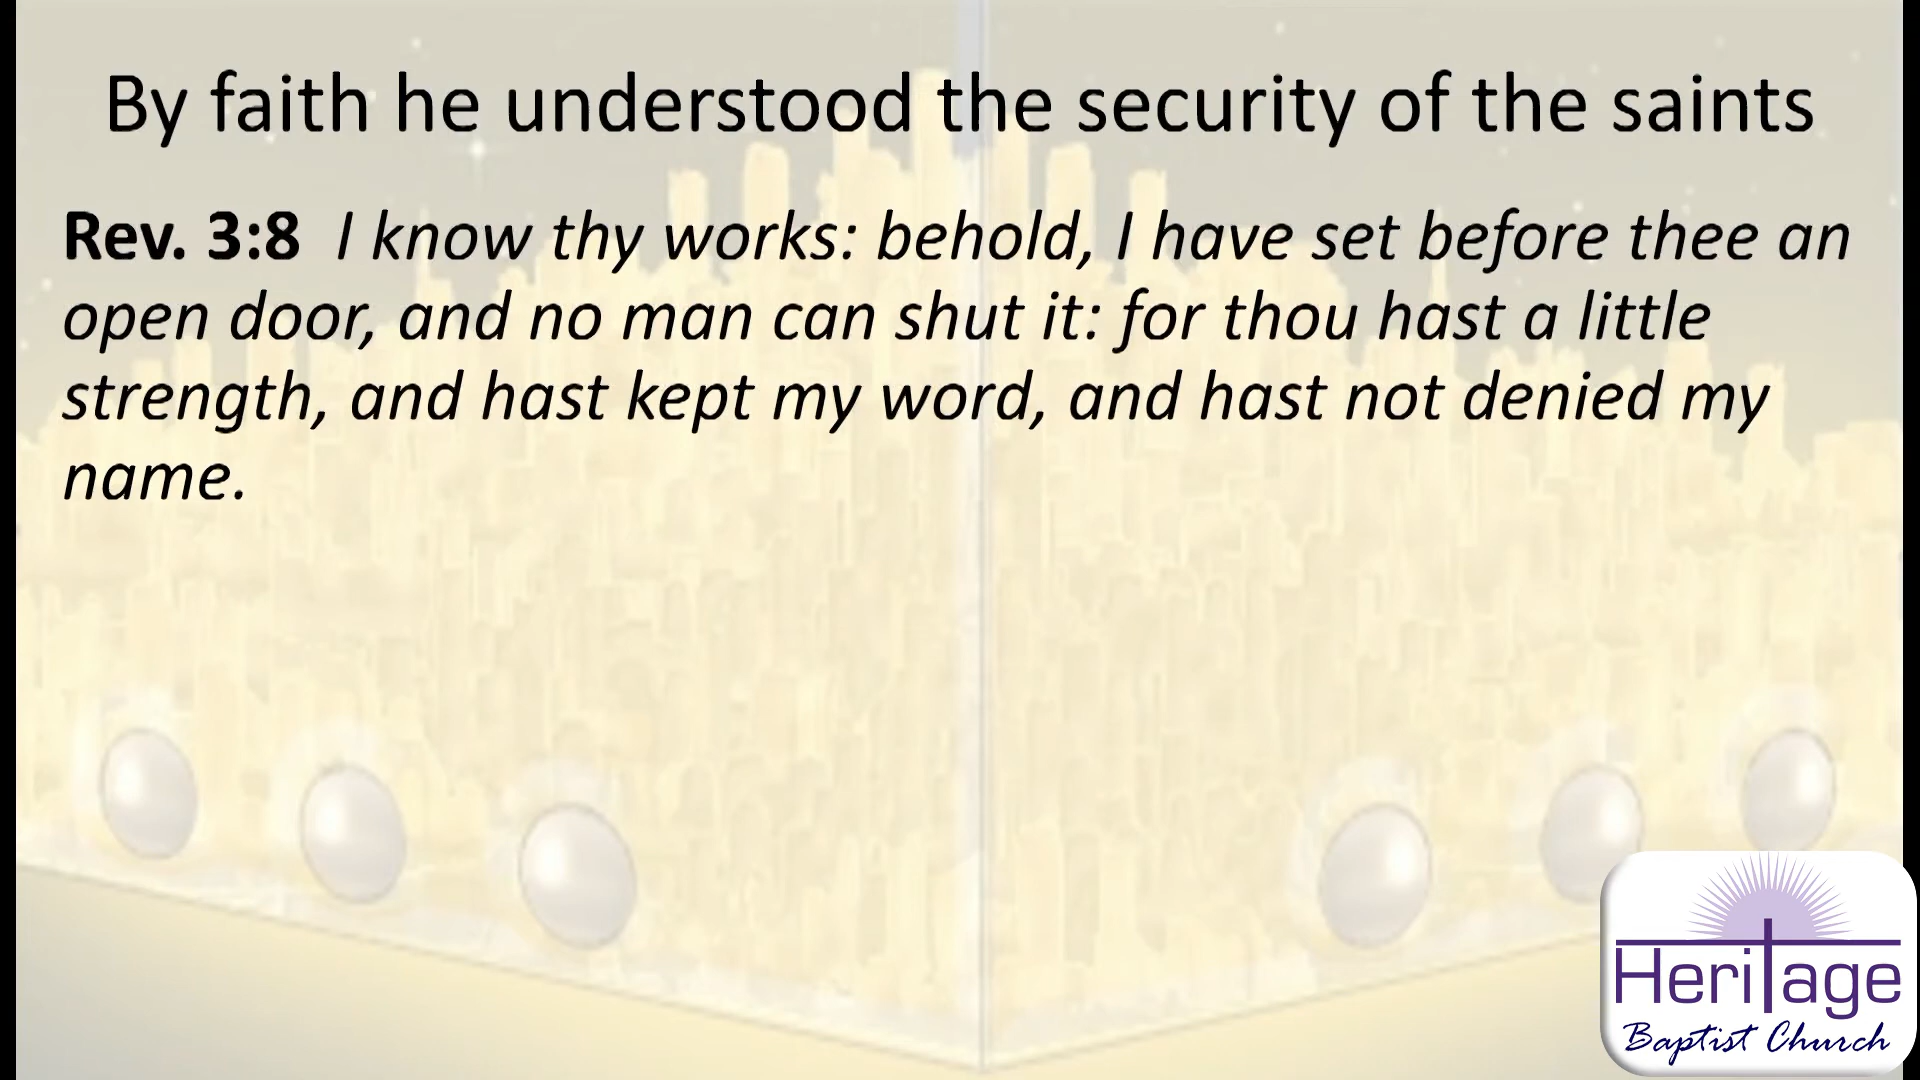 By faith he understood the security of the saints
Rev. 3:8 I know thy works: behold, I have set before thee an
open door, and no man can shut it: for thou hast a little
strength, and hast kept my word, and hast not denied my
name.
Heritage
Baptist Church